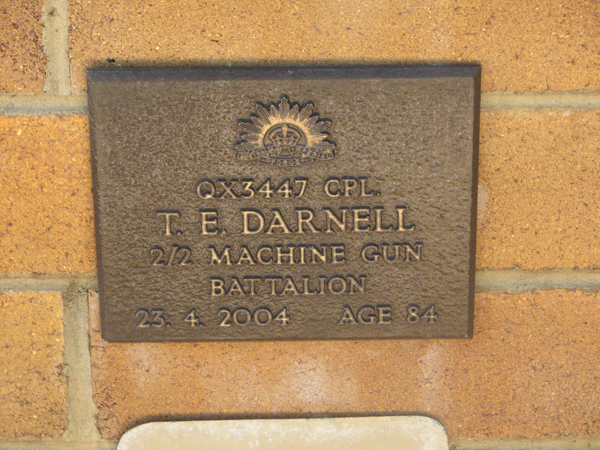 QX3447 CPL.
T. E. DARNELL
2/2 MACHINE GUN
BATTALION
23. 4. 2004 AGE 84